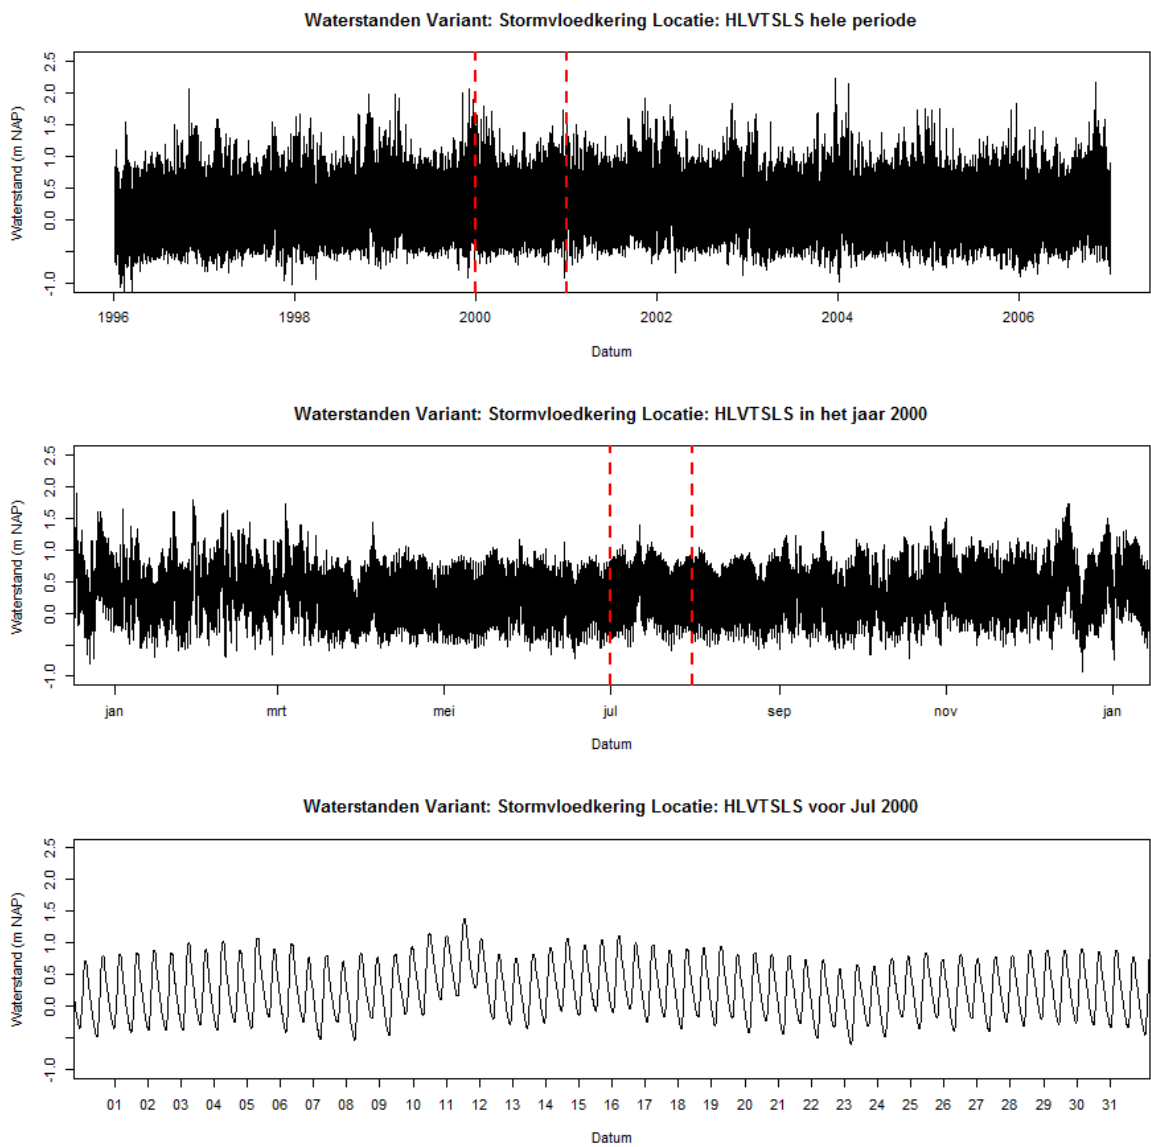 Waterstanden Variant: Stormvloedkering Locatie: HLVTSLS hele periode
Waterstand (m NAP)
2.5
2.0
1.5
1.0
0.5
0.0
-1.0
1996 1998 2000 2002 2004 2006
Datum
Waterstanden Variant: Stormvloedkering Locatie: HLVTSLS in het jaar 2000
Waterstand (m NAP)
2.5
2.0
1.5
1.0
0.5
0.0
-1.0
jan mrt mei jul sep nov jan
Datum
Waterstanden Variant: Stormvloedkering Locatie: HLVTSLS voor Jul 2000
Waterstand (m NAP)
2.5
2.0
1.5
1.0
0.5
0.0
-1.0
01 02 03 04 05 06 07 08 09 10 11 12 13 14 15 16 17 18 19 20 21 22 23 24 25 26 27 28 29 30 31
Datum